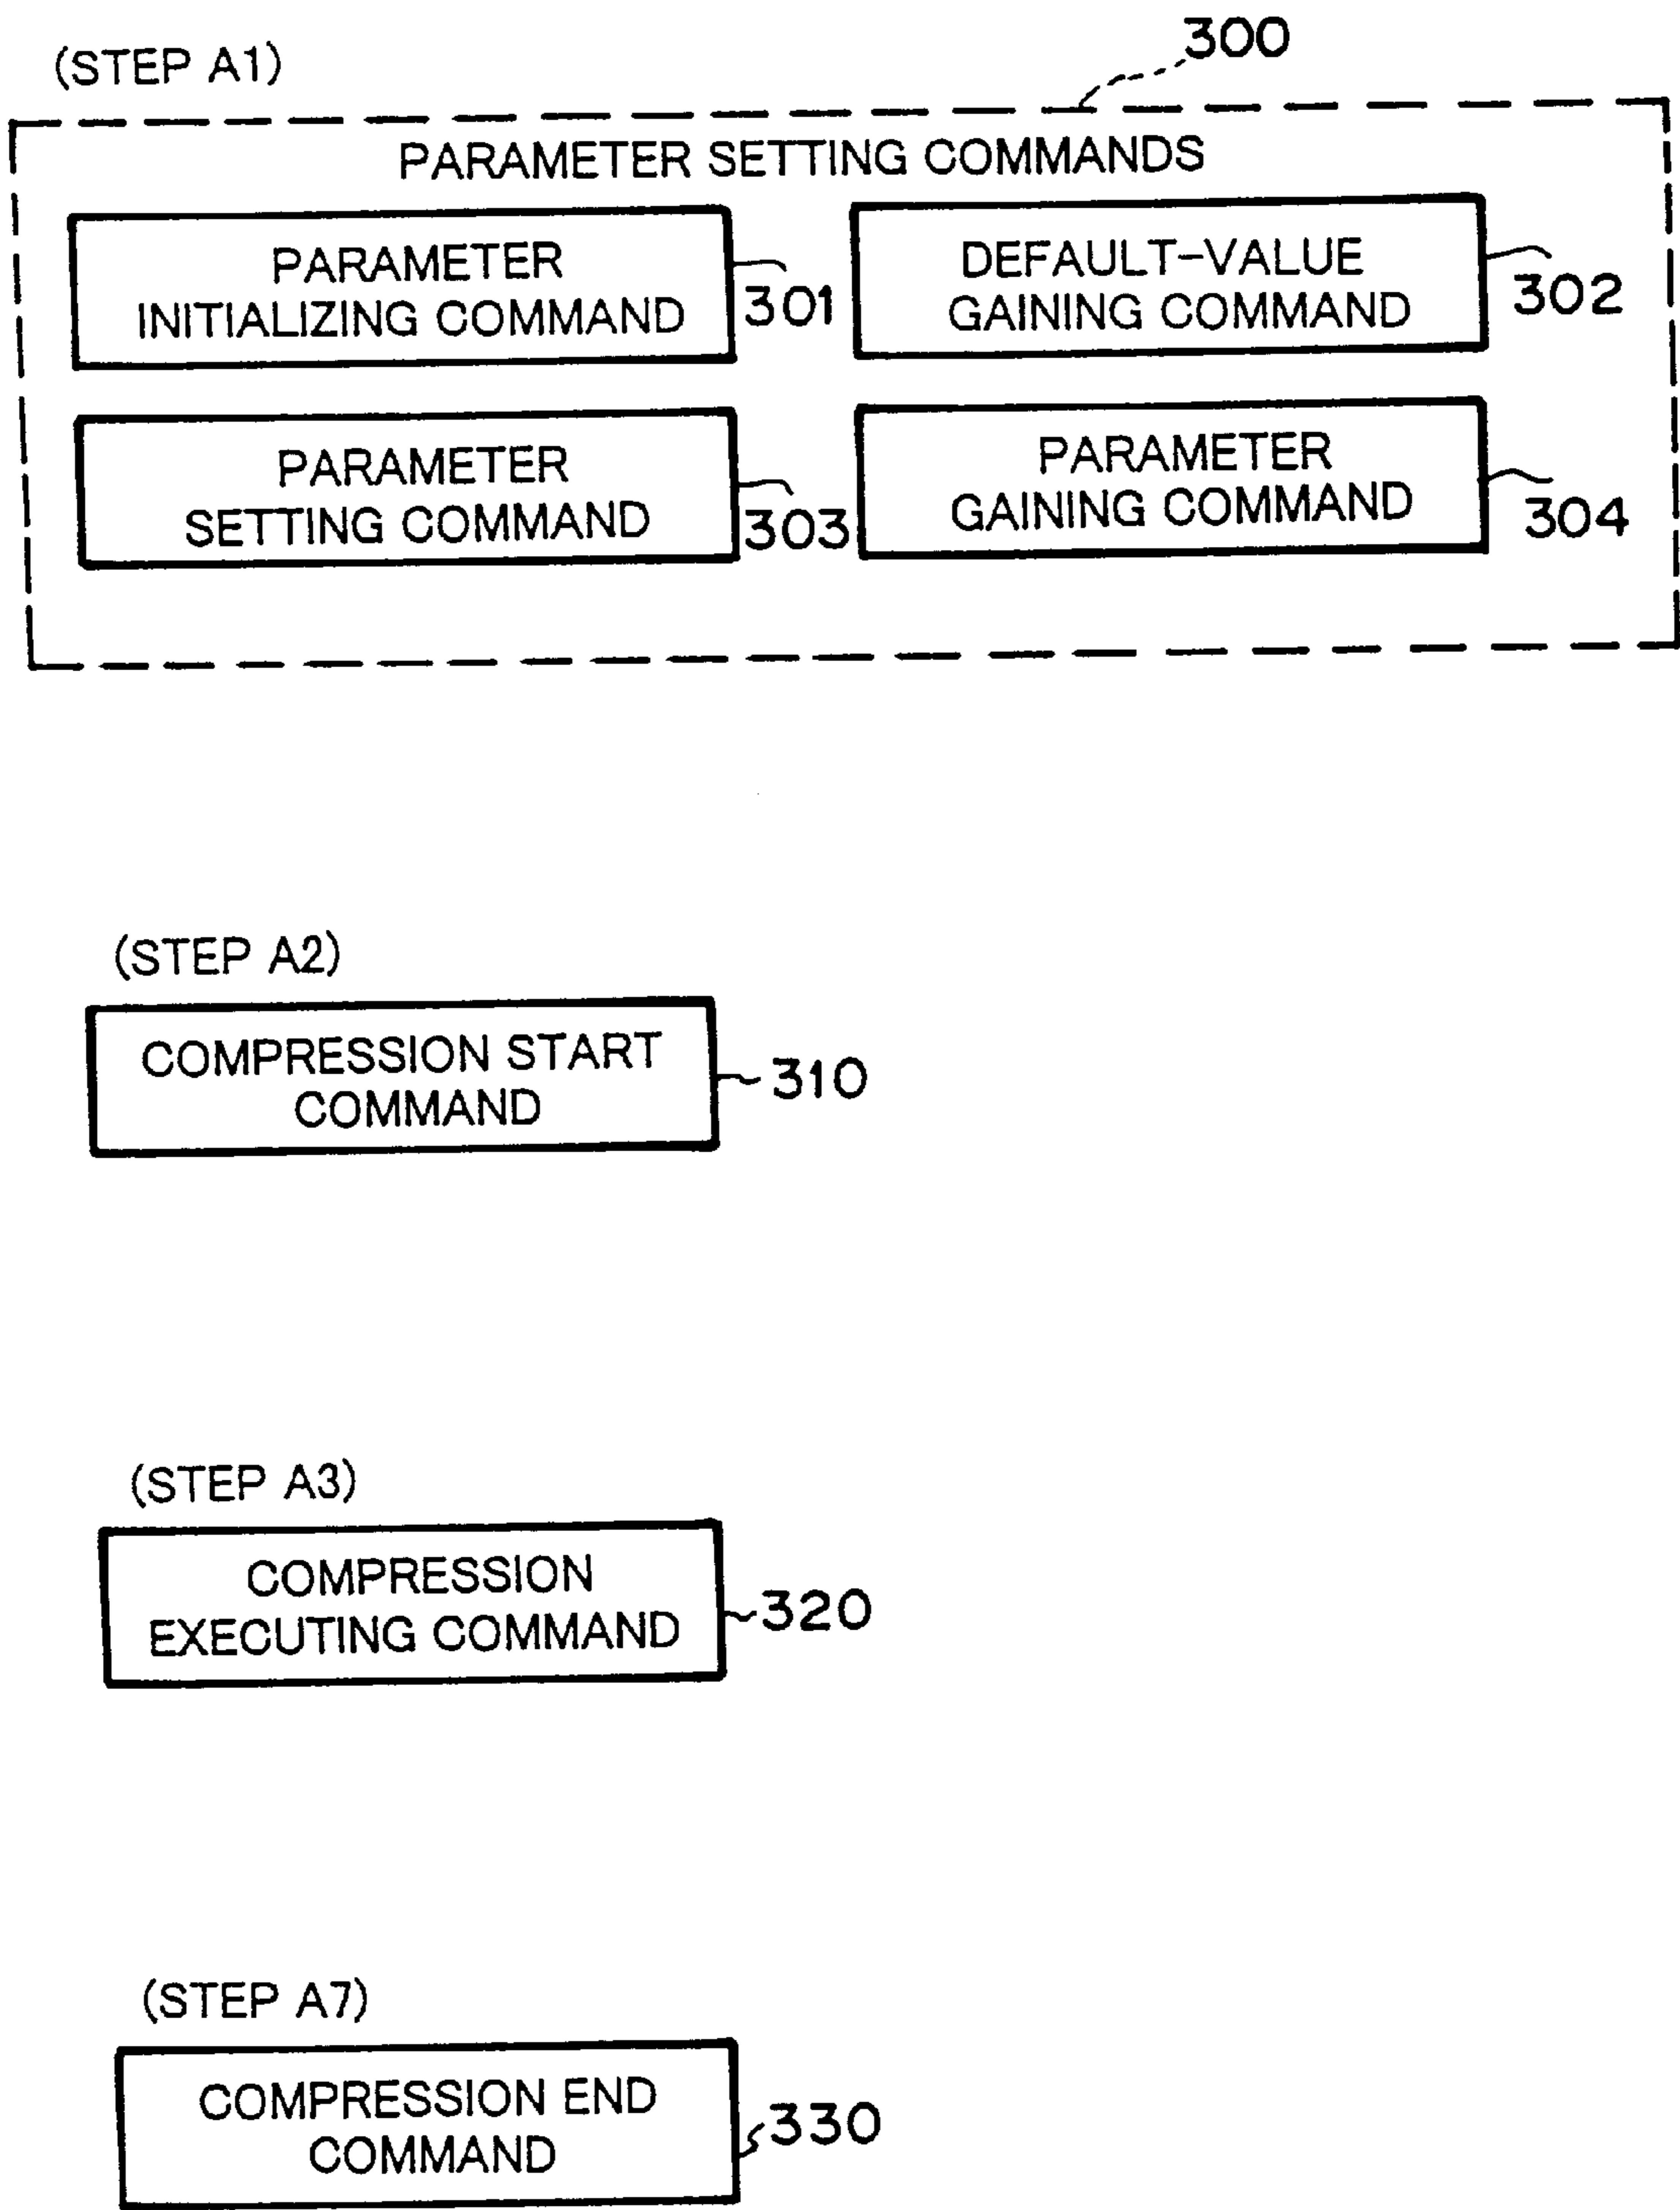 300
(STEP A1)
PARAMETER SETTING COMMANDS
PARAMETER
INITIALIZING COMMAND
301
DEFAULT-VALUE
GAINING COMMAND
302
PARAMETER
SETTING COMMAND
303
PARAMETER
GAINING COMMAND
304
(STEP A2)
COMPRESSION START
COMMAND
310
(STEP A3)
COMPRESSION
EXECUTING COMMAND
320
(STEP A7)
COMPRESSION END
COMMAND
330